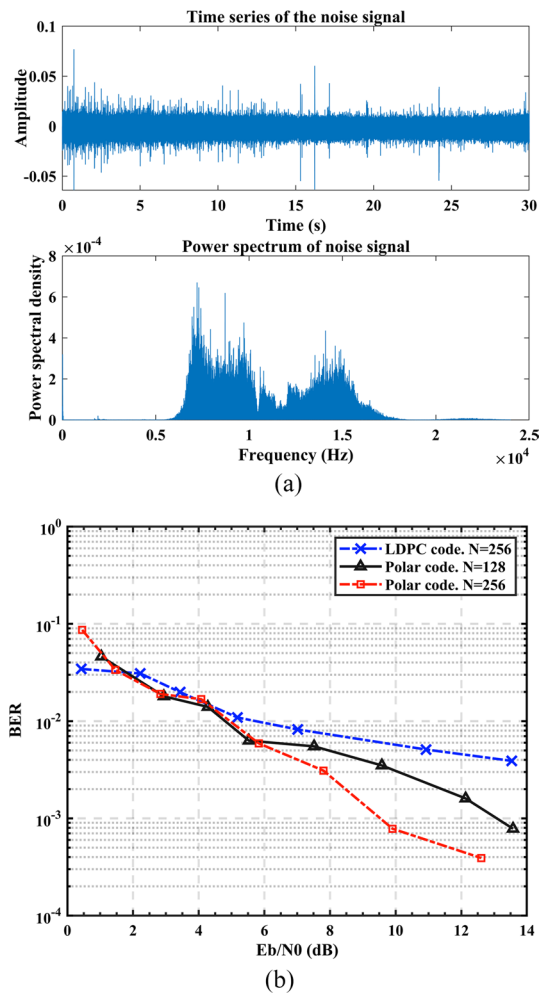 Time series of the noise signal
0.1
0.05
0
-0.05
Amplitude
0 5 10 15 20 25 30
Time (s)
×10⁻⁴
Power spectrum of noise signal
8
6
4
2
0
Power spectral density
0 0.5 1 1.5 2 2.5
Frequency (Hz)
×10⁴
(a)
10⁰
10⁻¹
10⁻²
10⁻³
10⁻⁴
BER
LDPC code. N=256
Polar code. N=128
Polar code. N=256
0 2 4 6 8 10 12 14
Eb/N0 (dB)
(b)